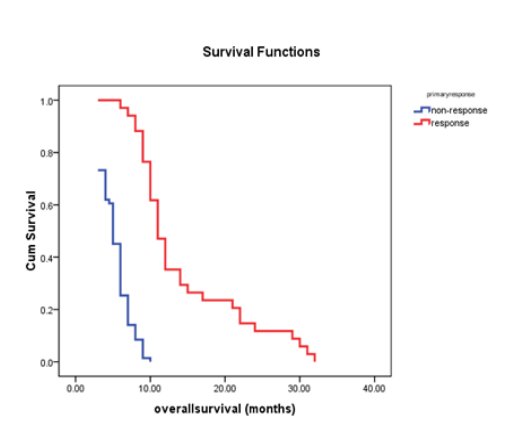 Survival Functions
primaryresponse
non-response
response
Cum Survival
1.0
0.8
0.6
0.4
0.2
0.0
0.00 10.00 20.00 30.00 40.00
overallsurvival (months)